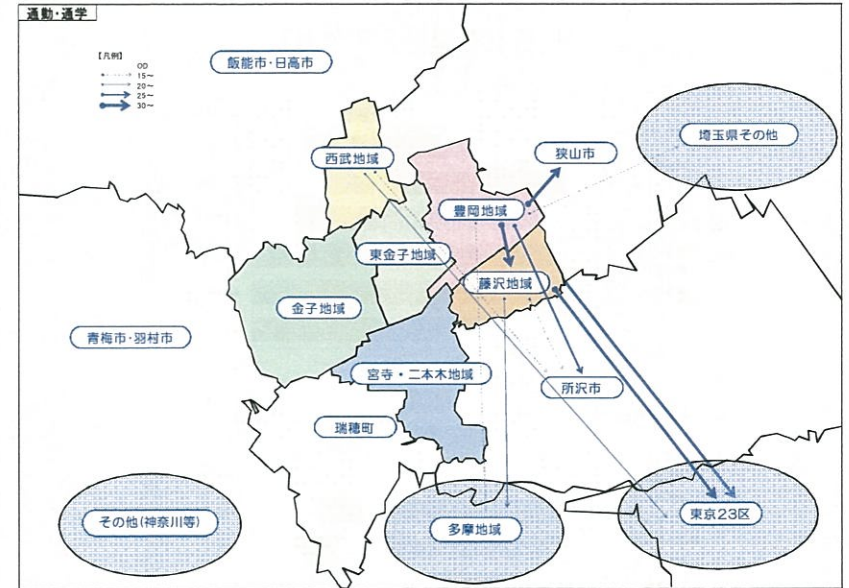 通勤・通学
【凡例】
OD
15～
20～
25～
30～
飯能市・日高市
埼玉県その他
狭山市
西武地域
豊岡地域
東金子地域
藤沢地域
金子地域
青梅市・羽村市
宮寺・二本木地域
所沢市
瑞穂町
その他(神奈川等)
多摩地域
東京23区